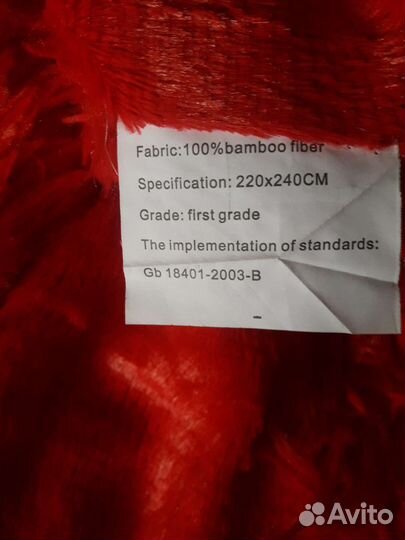 Fabric:100%bamboo fiber
Specification: 220x240CM
Grade: first grade
The implementation of standards:
Gb 18401-2003-B
Avito